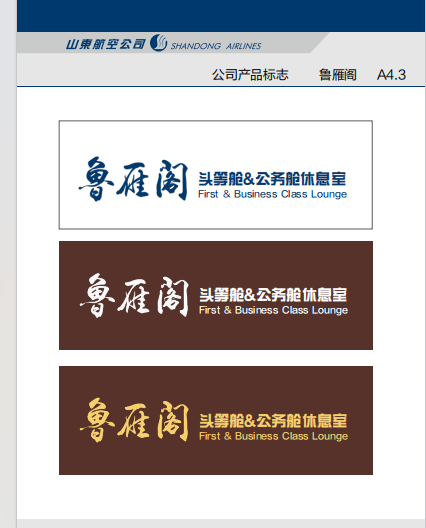 山東航空公司 SHANDONG AIRLINES
公司产品标志 鲁雁阁 A4.3
鲁雁阁 头等舱&公务舱休息室
First & Business Class Lounge
鲁雁阁 头等舱&公务舱休息室
First & Business Class Lounge
鲁雁阁 头等舱&公务舱休息室
First & Business Class Lounge